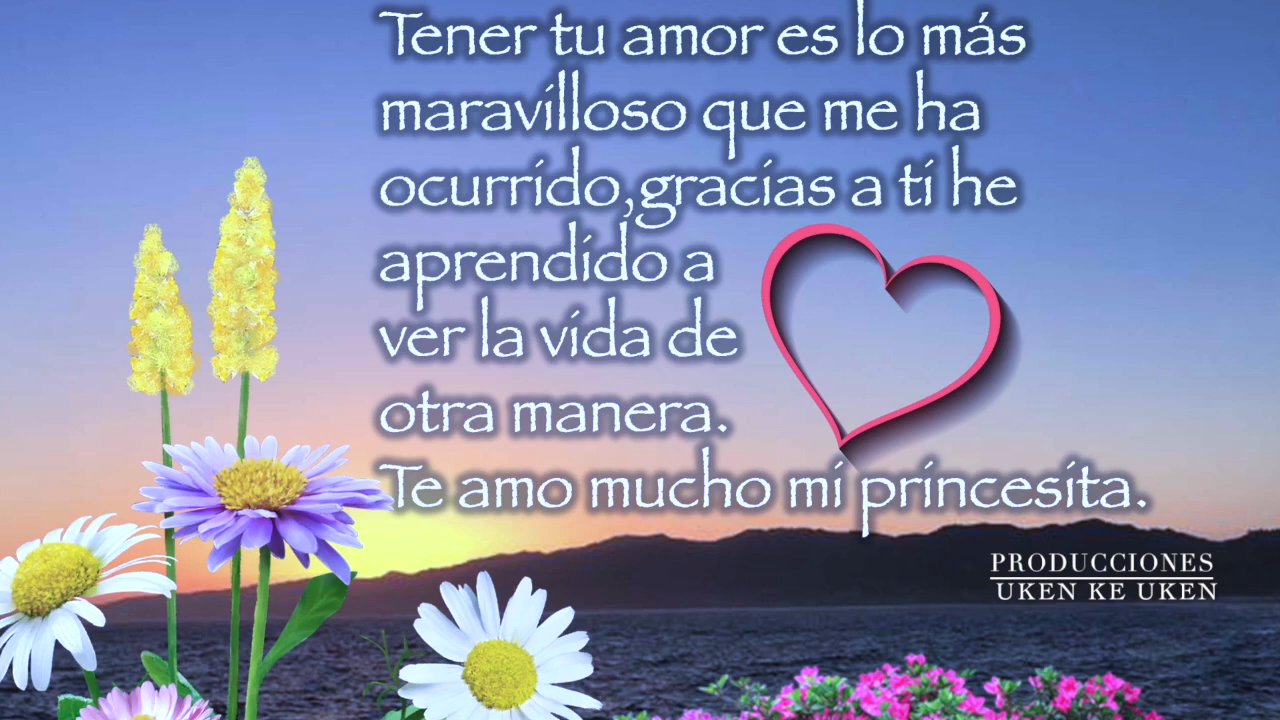 Tener tu amor es lo más
maravilloso que me ha
ocurrido,gracias a ti he
aprendido a
ver la vida de
otra manera.
Te amo mucho mi princesita.
PRODUCCIONES
UKEN KE UKEN